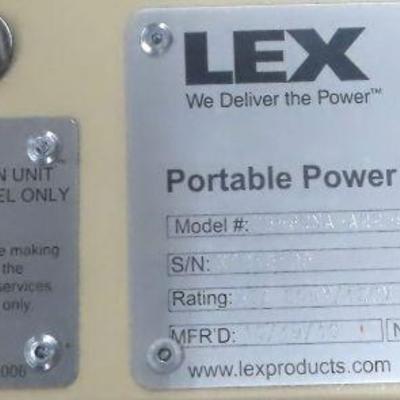 LEX
We Deliver the Power™
N UNIT
EL ONLY
Portable Power
Model #:
e making
the
services
only.
S/N:
Rating:
MFR'D:
N
006
www.lexproducts.com